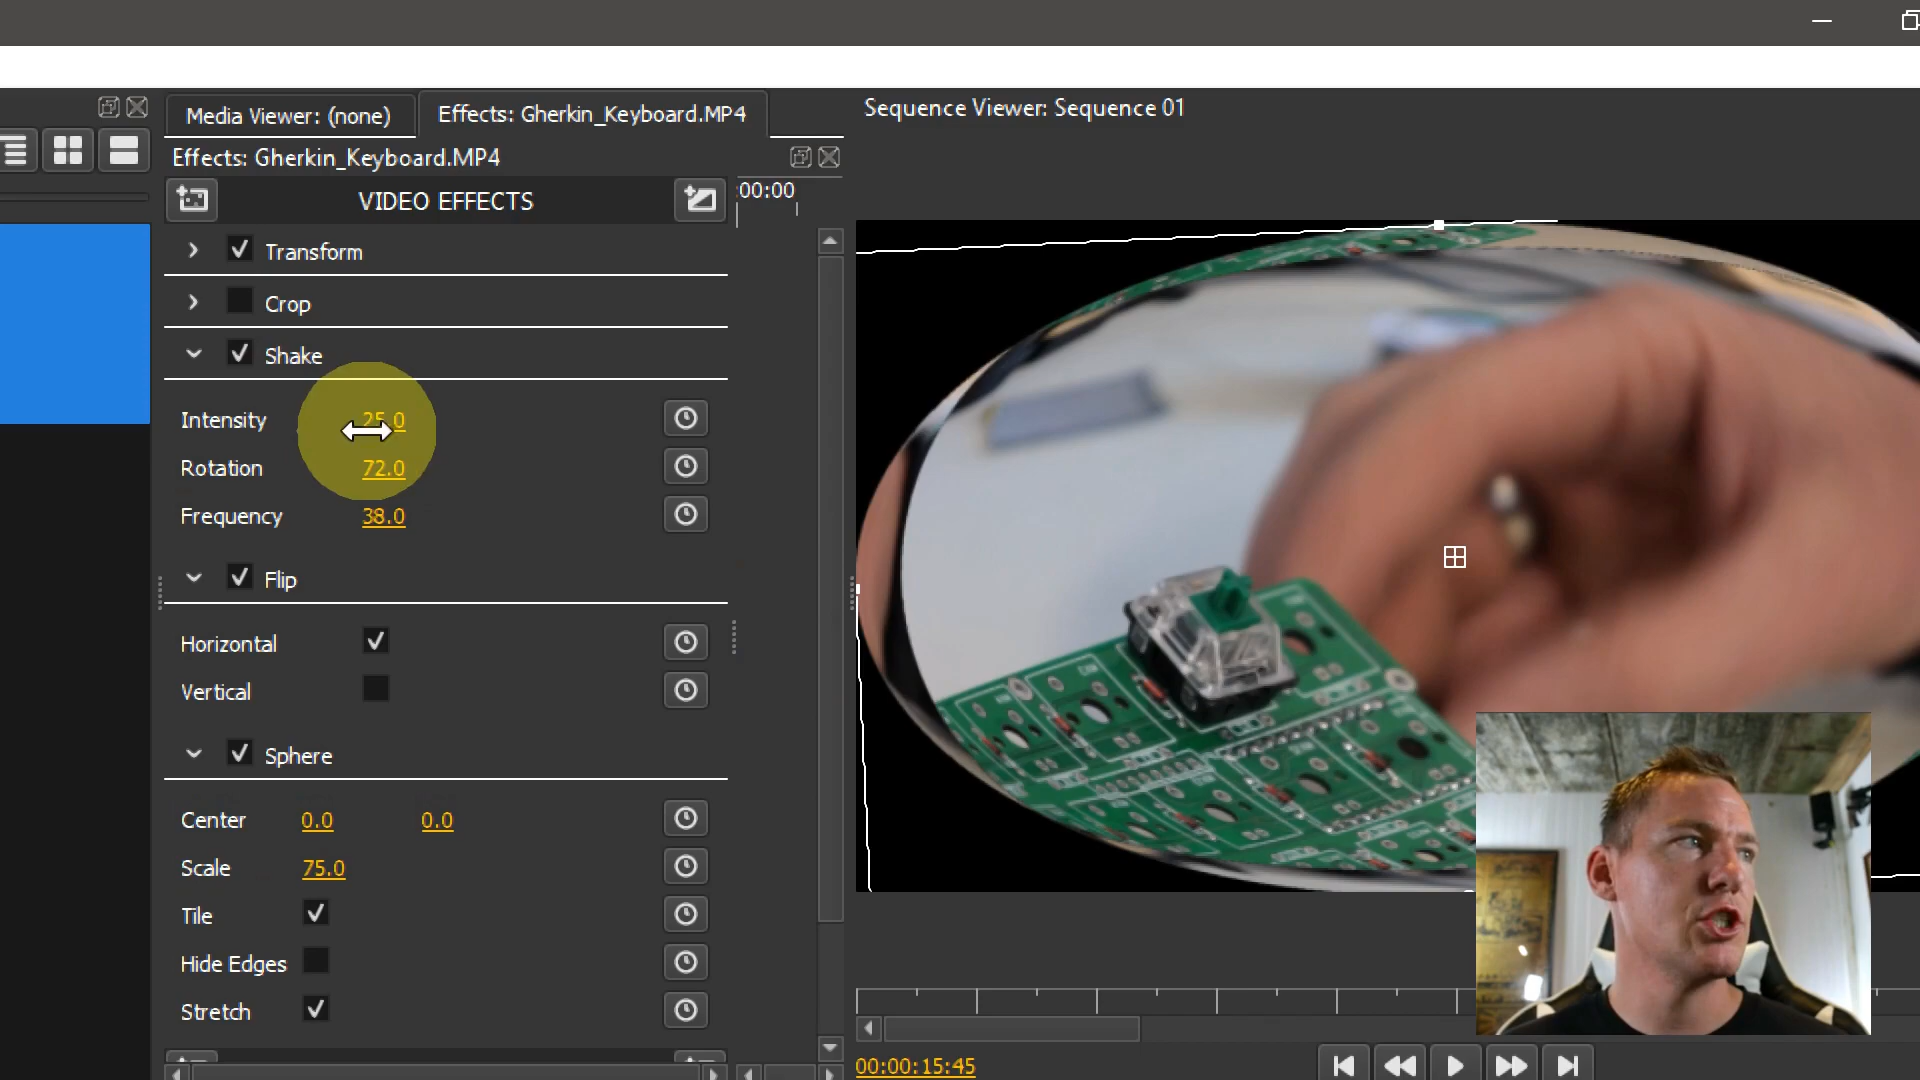 Media Viewer: (none)
Effects: Gherkin_Keyboard.MP4
Sequence Viewer: Sequence 01
Effects: Gherkin_Keyboard.MP4
VIDEO EFFECTS
:00:00
Transform
Crop
Shake
Intensity 25.0
Rotation 72.0
Frequency 38.0
Flip
Horizontal
Vertical
Sphere
Center 0.0 0.0
Scale 75.0
Tile
Hide Edges
Stretch
00:00:15:45